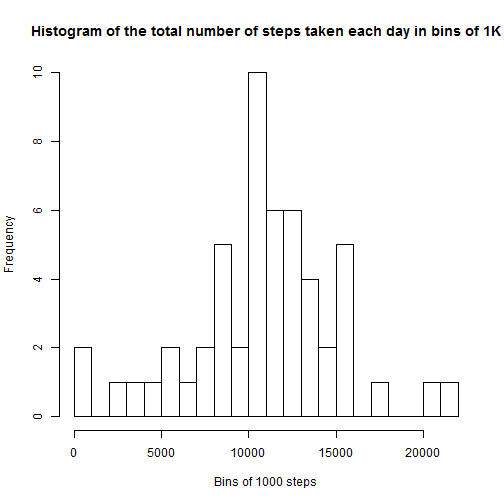 Histogram of the total number of steps taken each day in bins of 1K
Frequency
10
8
6
4
2
0
0 5000 10000 15000 20000
Bins of 1000 steps